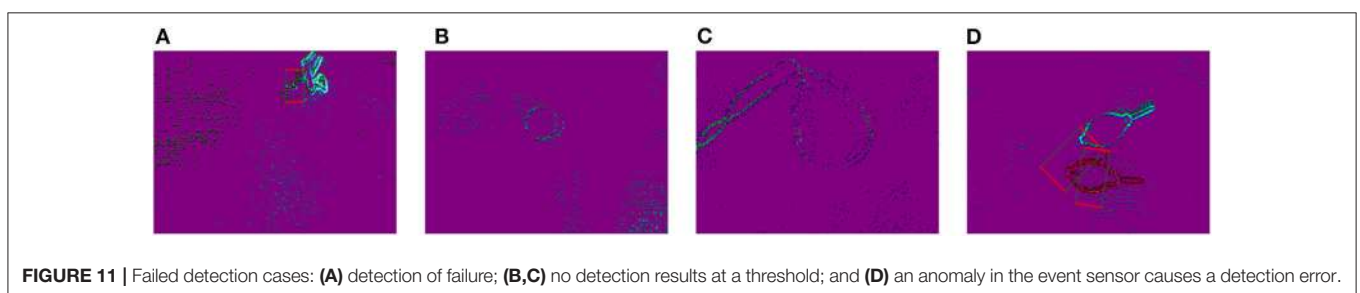 A B C D
FIGURE 11 | Failed detection cases: (A) detection of failure; (B,C) no detection results at a threshold; and (D) an anomaly in the event sensor causes a detection error.